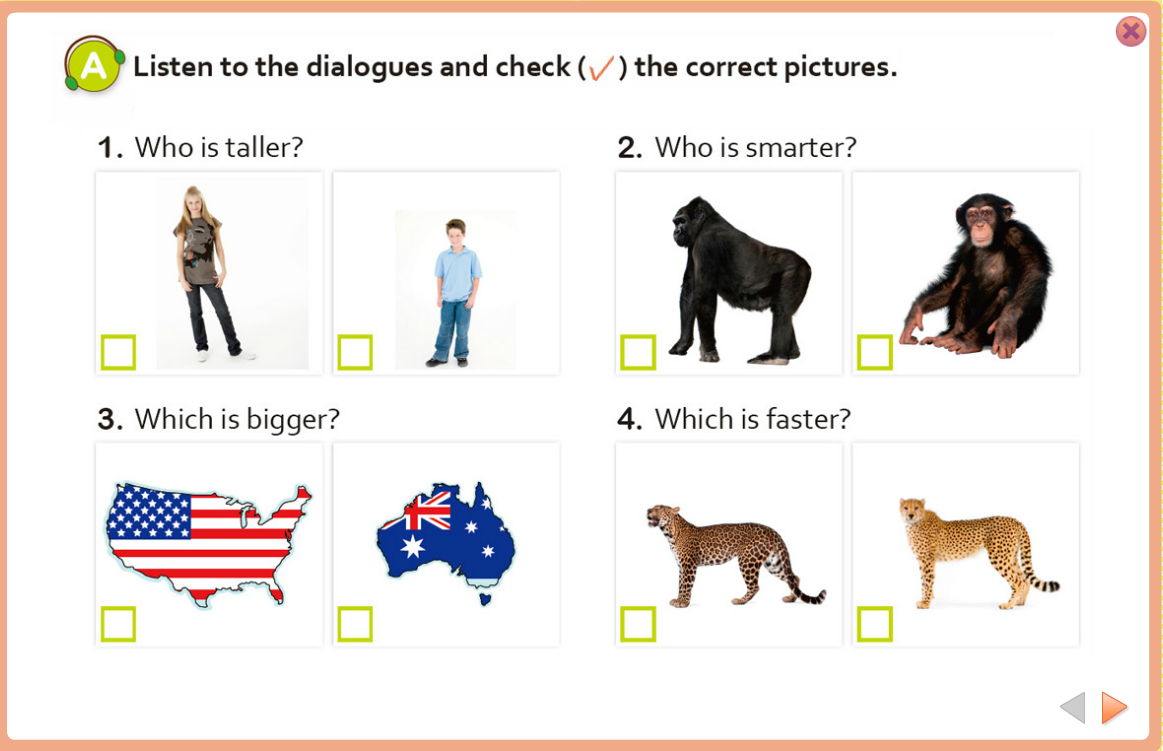 A Listen to the dialogues and check (✓) the correct pictures.
1. Who is taller?
2. Who is smarter?
3. Which is bigger?
4. Which is faster?